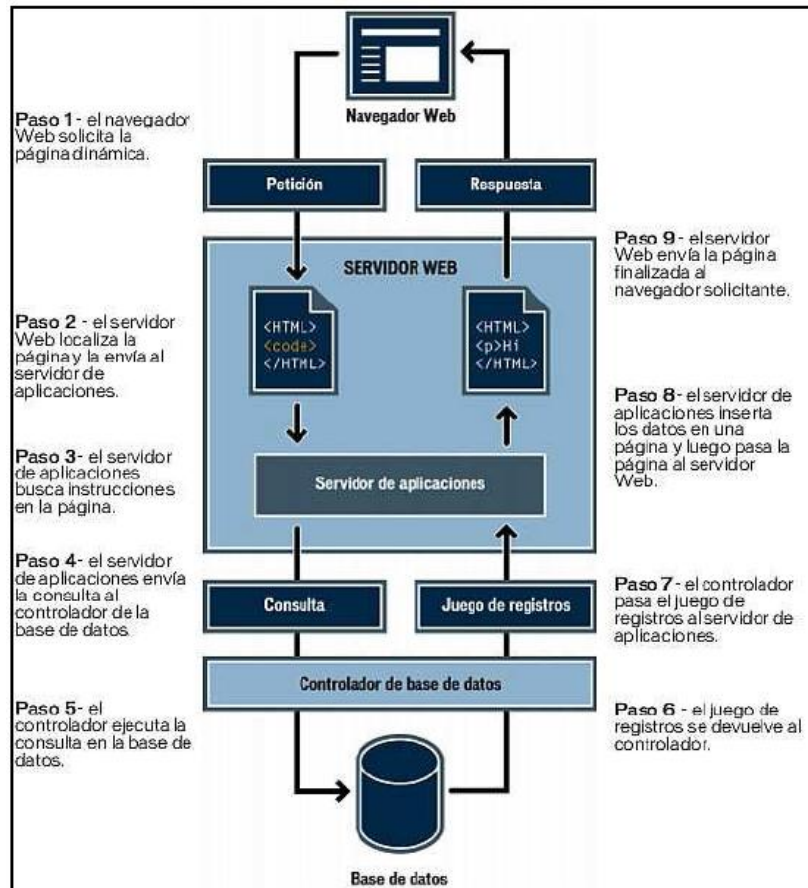 Navegador Web
Paso 1 - el navegador
Web solicita la
página dinámica.
Petición
Respuesta
SERVIDOR WEB
Paso 9 - el servidor
Web envía la página
finalizada al
navegador solicitante.
<HTML>
<code>
</HTML>
<HTML>
<p>Hi
</HTML>
Paso 2 - el servidor
Web localiza la
página y la envía al
servidor de
aplicaciones.
Paso 8 - el servidor de
aplicaciones inserta
los datos en una
página y luego pasa la
página al servidor
Web.
Paso 3 - el servidor
de aplicaciones
busca instrucciones
en la página.
Servidor de aplicaciones
Paso 4 - el servidor
de aplicaciones envía
la consulta al
controlador de la
base de datos.
Consulta
Juego de registros
Paso 7 - el controlador
pasa el juego de
registros al servidor de
aplicaciones.
Controlador de base de datos
Paso 5 - el
controlador ejecuta la
consulta en la base de
datos.
Paso 6 - el juego de
registros se devuelve al
controlador.
Base de datos